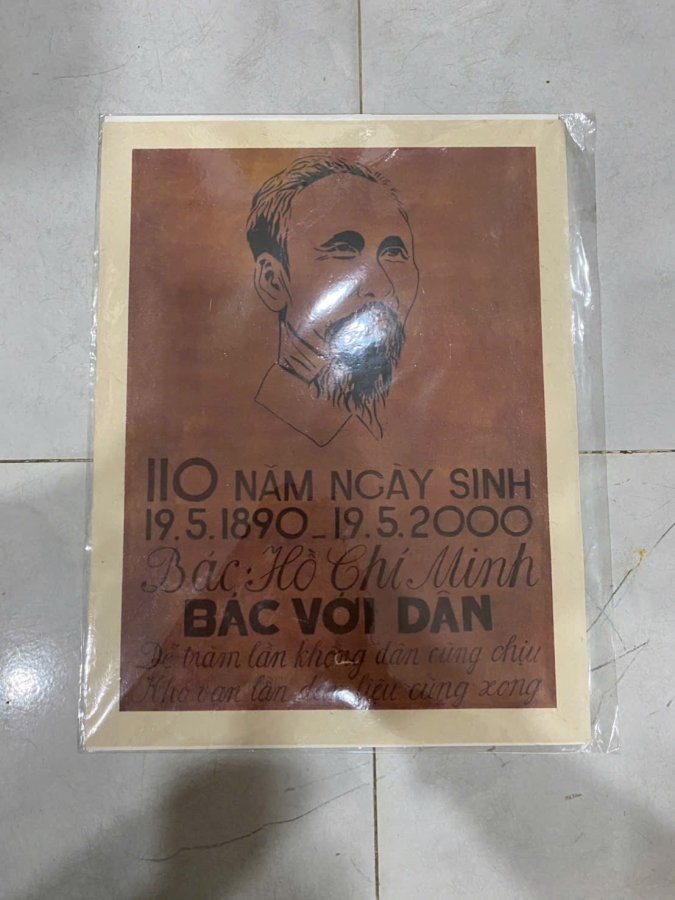 110 NĂM NGÀY SINH
19.5.1890_19.5.2000
Bác Hồ Chí Minh
BÁC VỚI DÂN
Dễ trăm lần không dân cũng chịu
Khó vạn lần dân liệu cũng xong